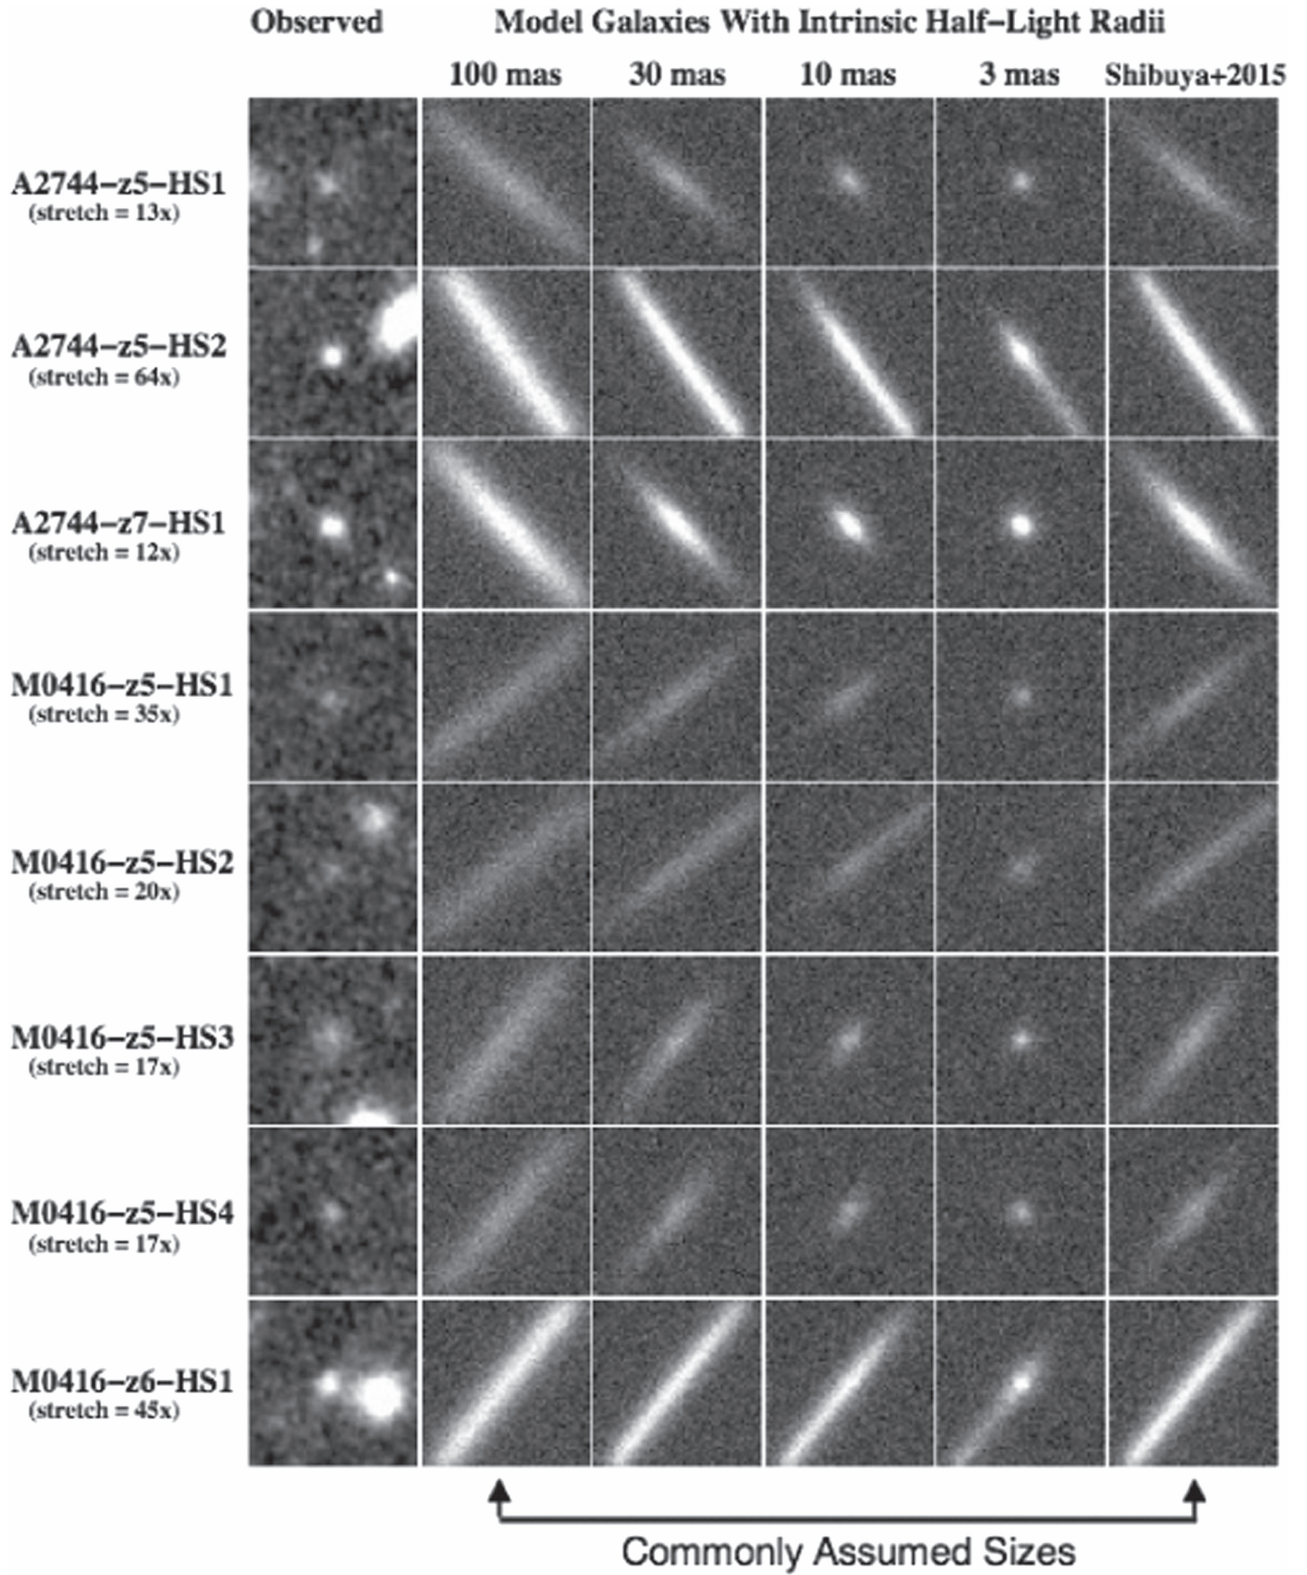 Observed Model Galaxies With Intrinsic Half–Light Radii
100 mas 30 mas 10 mas 3 mas Shibuya+2015
A2744–z5–HS1
(stretch = 13x)
A2744–z5–HS2
(stretch = 64x)
A2744–z7–HS1
(stretch = 12x)
M0416–z5–HS1
(stretch = 35x)
M0416–z5–HS2
(stretch = 20x)
M0416–z5–HS3
(stretch = 17x)
M0416–z5–HS4
(stretch = 17x)
M0416–z6–HS1
(stretch = 45x)
Commonly Assumed Sizes